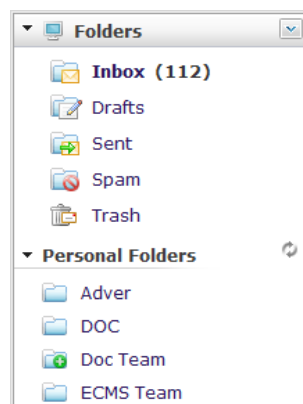 Folders
Inbox (112)
Drafts
Sent
Spam
Trash
Personal Folders
Adver
DOC
Doc Team
ECMS Team